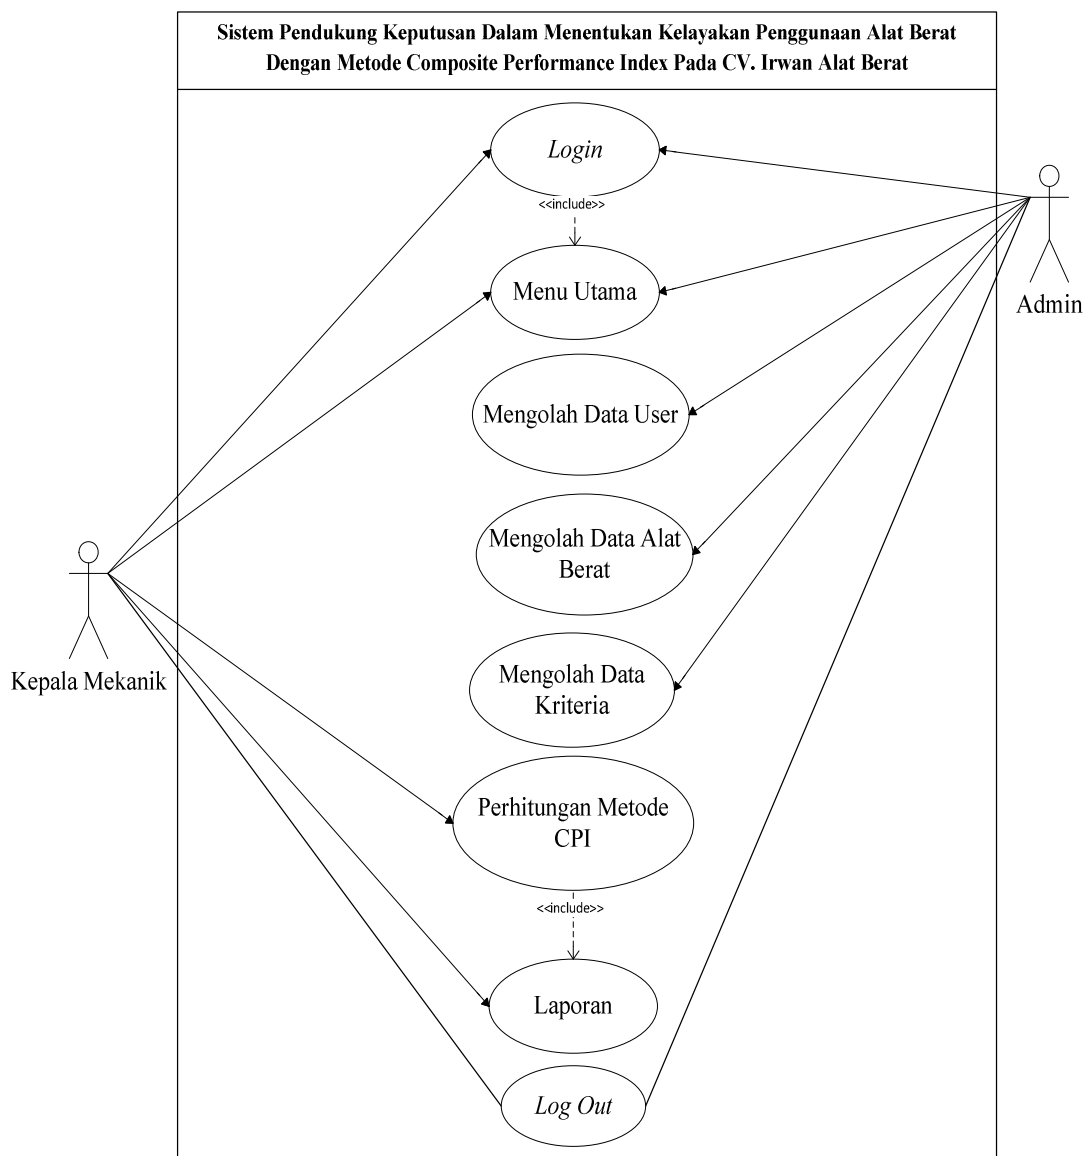 Sistem Pendukung Keputusan Dalam Menentukan Kelayakan Penggunaan Alat Berat
Dengan Metode Composite Performance Index Pada CV. Irwan Alat Berat
Login
<<include>>
Menu Utama
Admin
Mengolah Data User
Mengolah Data Alat
Berat
Kepala Mekanik
Mengolah Data
Kriteria
Perhitungan Metode
CPI
<<include>>
Laporan
Log Out